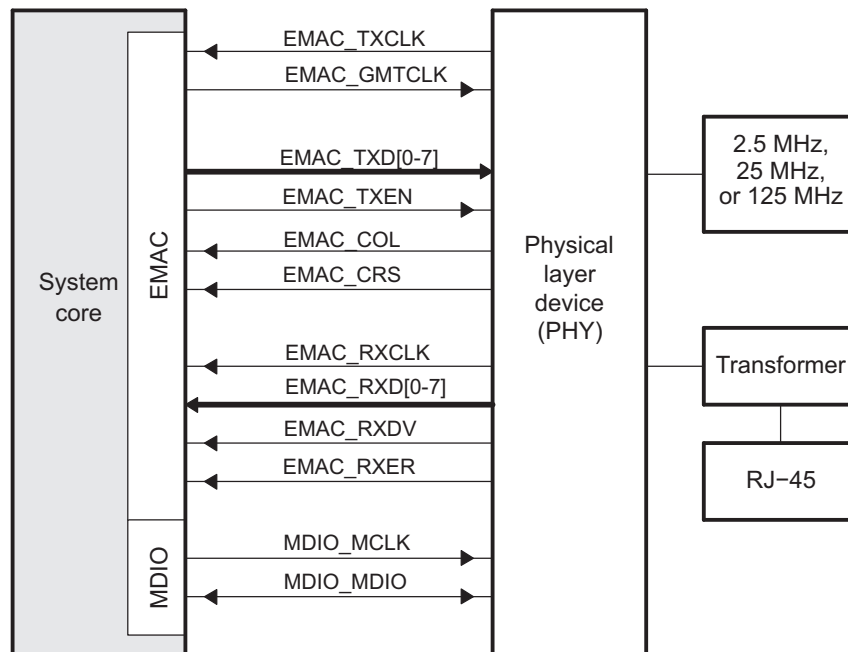 System
core
EMAC
MDIO
EMAC_TXCLK
EMAC_GMTCLK
EMAC_TXD[0-7]
EMAC_TXEN
EMAC_COL
EMAC_CRS
EMAC_RXCLK
EMAC_RXD[0-7]
EMAC_RXDV
EMAC_RXER
MDIO_MCLK
MDIO_MDIO
Physical
layer
device
(PHY)
2.5 MHz,
25 MHz,
or 125 MHz
Transformer
RJ−45